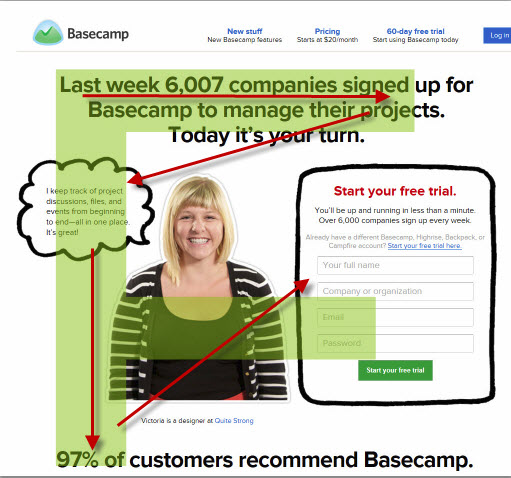 Basecamp
New stuff
New Basecamp features
Pricing
Starts at $20/month
60-day free trial
Start using Basecamp today
Log in
Last week 6,007 companies signed up for
Basecamp to manage their projects.
Today it's your turn.
I keep track of project
discussions, files, and
events from beginning
to end—all in one place.
It's great!
Start your free trial.
You'll be up and running in less than a minute.
Over 6,000 companies sign up every week.
Already have a different Basecamp, Highrise, Backpack, or
Campfire account? Start your free trial here.
Your full name
Company or organization
Email
Password
Start your free trial
Victoria is a designer at Quite Strong
97% of customers recommend Basecamp.